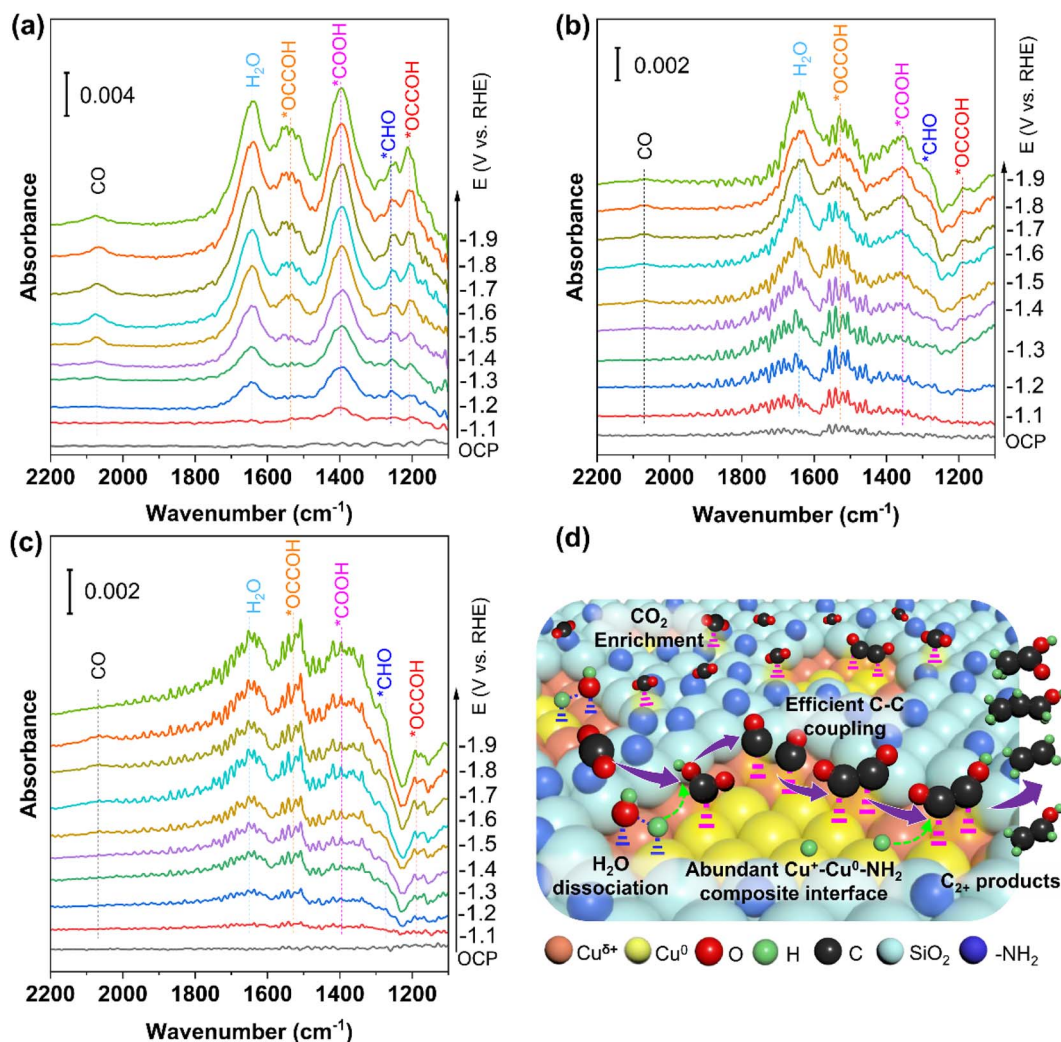 (a)
0.004
CO
H₂O
*OCCOH
*COOH
*CHO
*OCCOH
Absorbance
E (V vs. RHE)
-1.9
-1.8
-1.7
-1.6
-1.5
-1.4
-1.3
-1.2
-1.1
OCP
2200 2000 1800 1600 1400 1200
Wavenumber (cm⁻¹)
(b)
0.002
CO
H₂O
*OCCOH
*COOH
*CHO
*OCCOH
Absorbance
E (V vs. RHE)
-1.9
-1.8
-1.7
-1.6
-1.5
-1.4
-1.3
-1.2
-1.1
OCP
2200 2000 1800 1600 1400 1200
Wavenumber (cm⁻¹)
(c)
0.002
CO
H₂O
*OCCOH
*COOH
*CHO
*OCCOH
Absorbance
E (V vs. RHE)
-1.9
-1.8
-1.7
-1.6
-1.5
-1.4
-1.3
-1.2
-1.1
OCP
2200 2000 1800 1600 1400 1200
Wavenumber (cm⁻¹)
(d)
CO₂
Enrichment
Efficient C-C
coupling
H₂O
dissociation
Abundant Cu⁺-Cu⁰-NH₂
composite interface
C₂₊ products
Cu^δ+ Cu⁰ O H C SiO₂ -NH₂